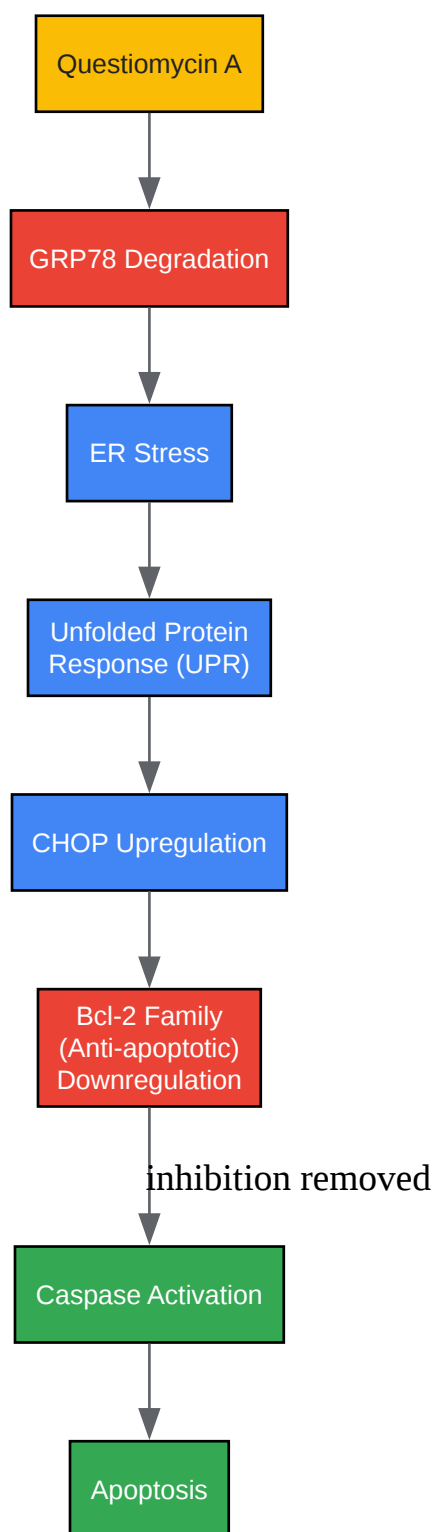 Questiomycin A
GRP78 Degradation
ER Stress
Unfolded Protein
Response (UPR)
CHOP Upregulation
Bcl-2 Family
(Anti-apoptotic)
Downregulation
inhibition removed
Caspase Activation
Apoptosis